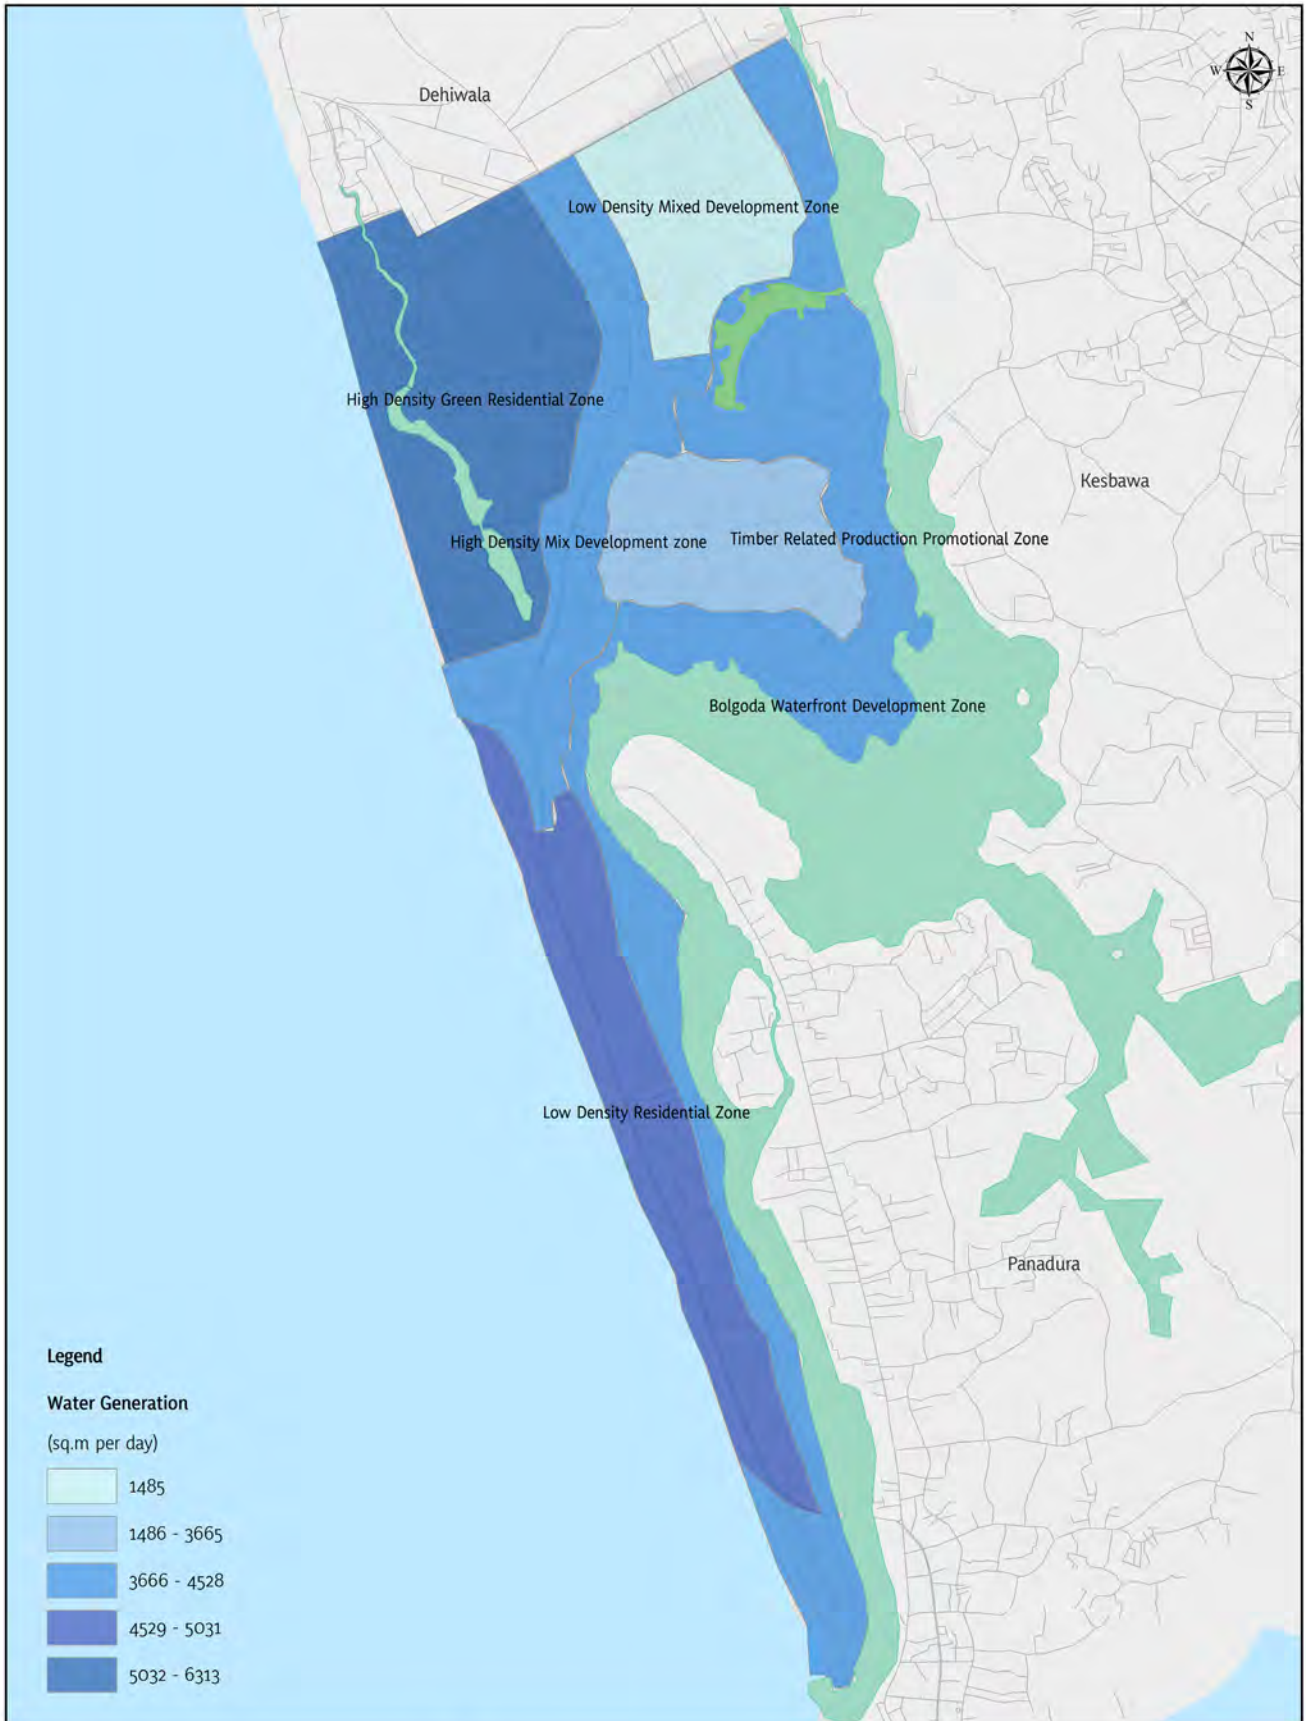 N
W
E
S
Dehiwala
Low Density Mixed Development Zone
High Density Green Residential Zone
Kesbawa
High Density Mix Development zone
Timber Related Production Promotional Zone
Bolgoda Waterfront Development Zone
Low Density Residential Zone
Panadura
Legend
Water Generation
(sq.m per day)
1485
1486 - 3665
3666 - 4528
4529 - 5031
5032 - 6313